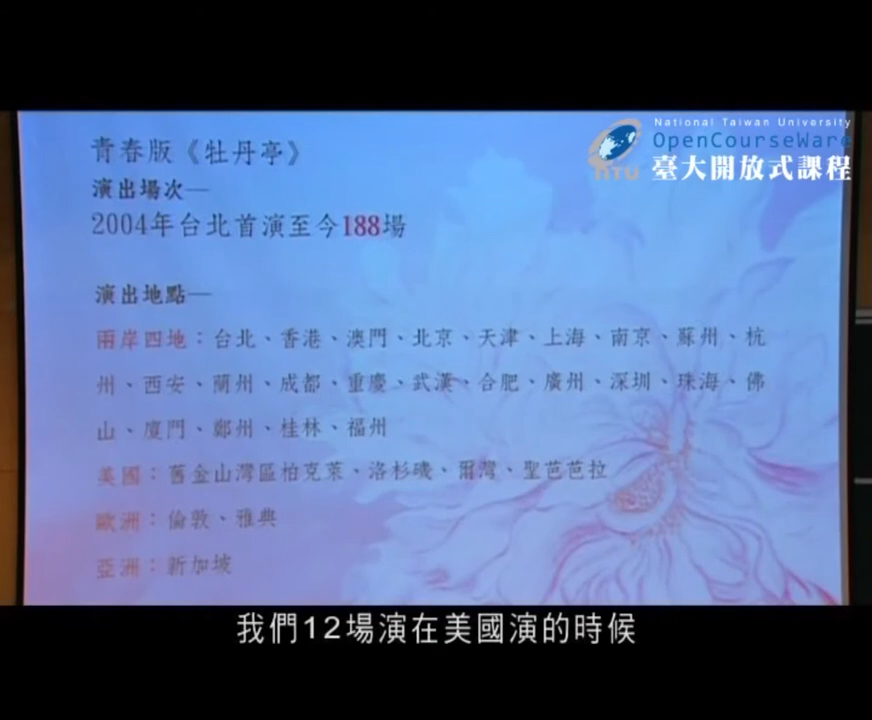 National Taiwan University
OpenCourseWare
NTU 臺大開放式課程
青春版《牡丹亭》
演出場次—
2004年台北首演至今188場
演出地點—
兩岸四地：台北、香港、澳門、北京、天津、上海、南京、蘇州、杭
州、西安、蘭州、成都、重慶、武漢、合肥、廣州、深圳、珠海、佛
山、廈門、鄭州、桂林、福州
美國：舊金山灣區柏克萊、洛杉磯、爾灣、聖芭芭拉
歐洲：倫敦、雅典
亞洲：新加坡
我們12場演在美國演的時候